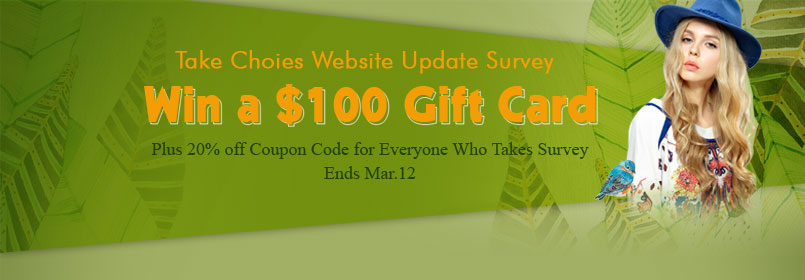 Take Choies Website Update Survey
Win a $100 Gift Card
Plus 20% off Coupon Code for Everyone Who Takes Survey
Ends Mar.12